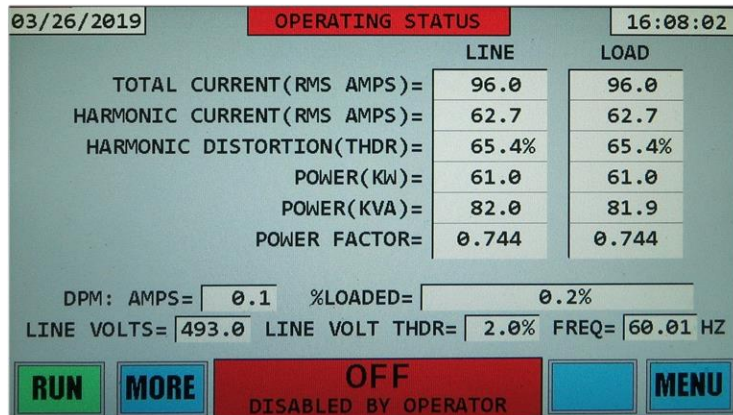 03/26/2019 OPERATING STATUS 16:08:02
LINE LOAD
TOTAL CURRENT(RMS AMPS)= 96.0 96.0
HARMONIC CURRENT(RMS AMPS)= 62.7 62.7
HARMONIC DISTORTION(THDR)= 65.4% 65.4%
POWER(KW)= 61.0 61.0
POWER(KVA)= 82.0 81.9
POWER FACTOR= 0.744 0.744
DPM: AMPS= 0.1 %LOADED= 0.2%
LINE VOLTS= 493.0 LINE VOLT THDR= 2.0% FREQ= 60.01 HZ
RUN MORE OFF MENU
DISABLED BY OPERATOR